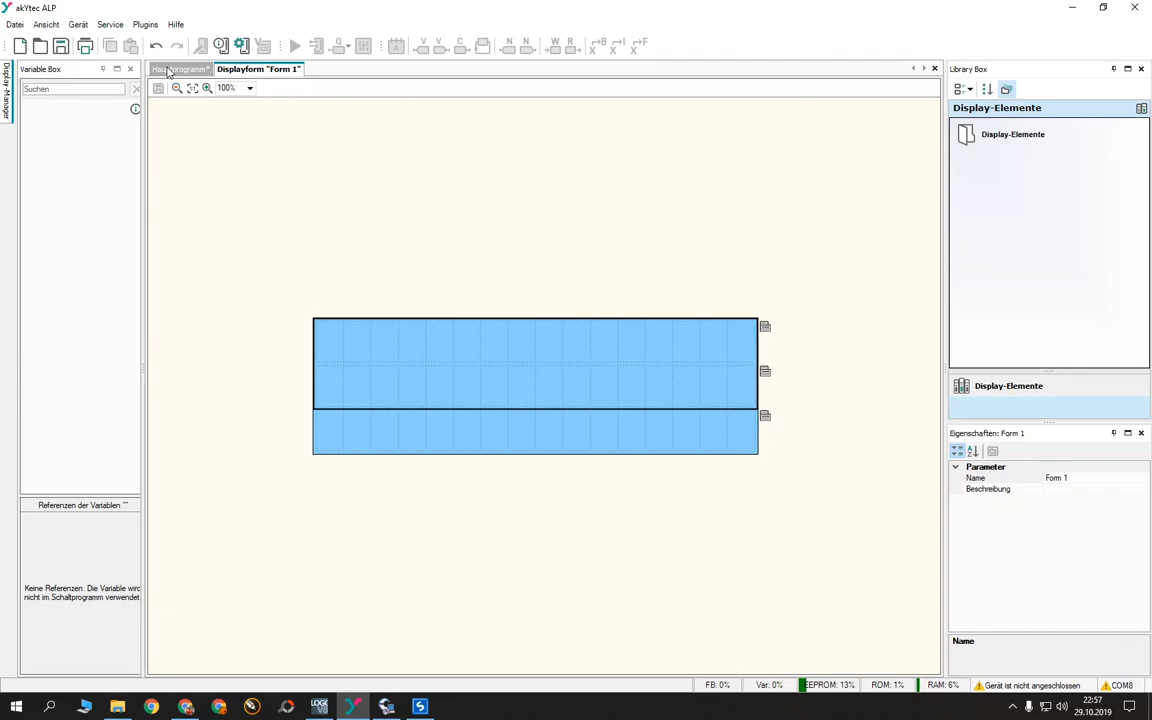 akYtec ALP
Datei Ansicht Gerät Service Plugins Hilfe
Display-Manager
Variable Box
Suchen
Displayform "Form 1"
100%
Library Box
Display-Elemente
Display-Elemente
Display-Elemente
Eigenschaften: Form 1
Parameter
Name Form 1
Beschreibung
Name
Referenzen der Variablen
Keine Referenzen. Die Variable wird
nicht im Schaltprogramm verwendet
FB: 0% Var: 0% EEPROM: 13% ROM: 1% RAM: 6% Gerät ist nicht angeschlossen COM8
22:57
29.10.2019